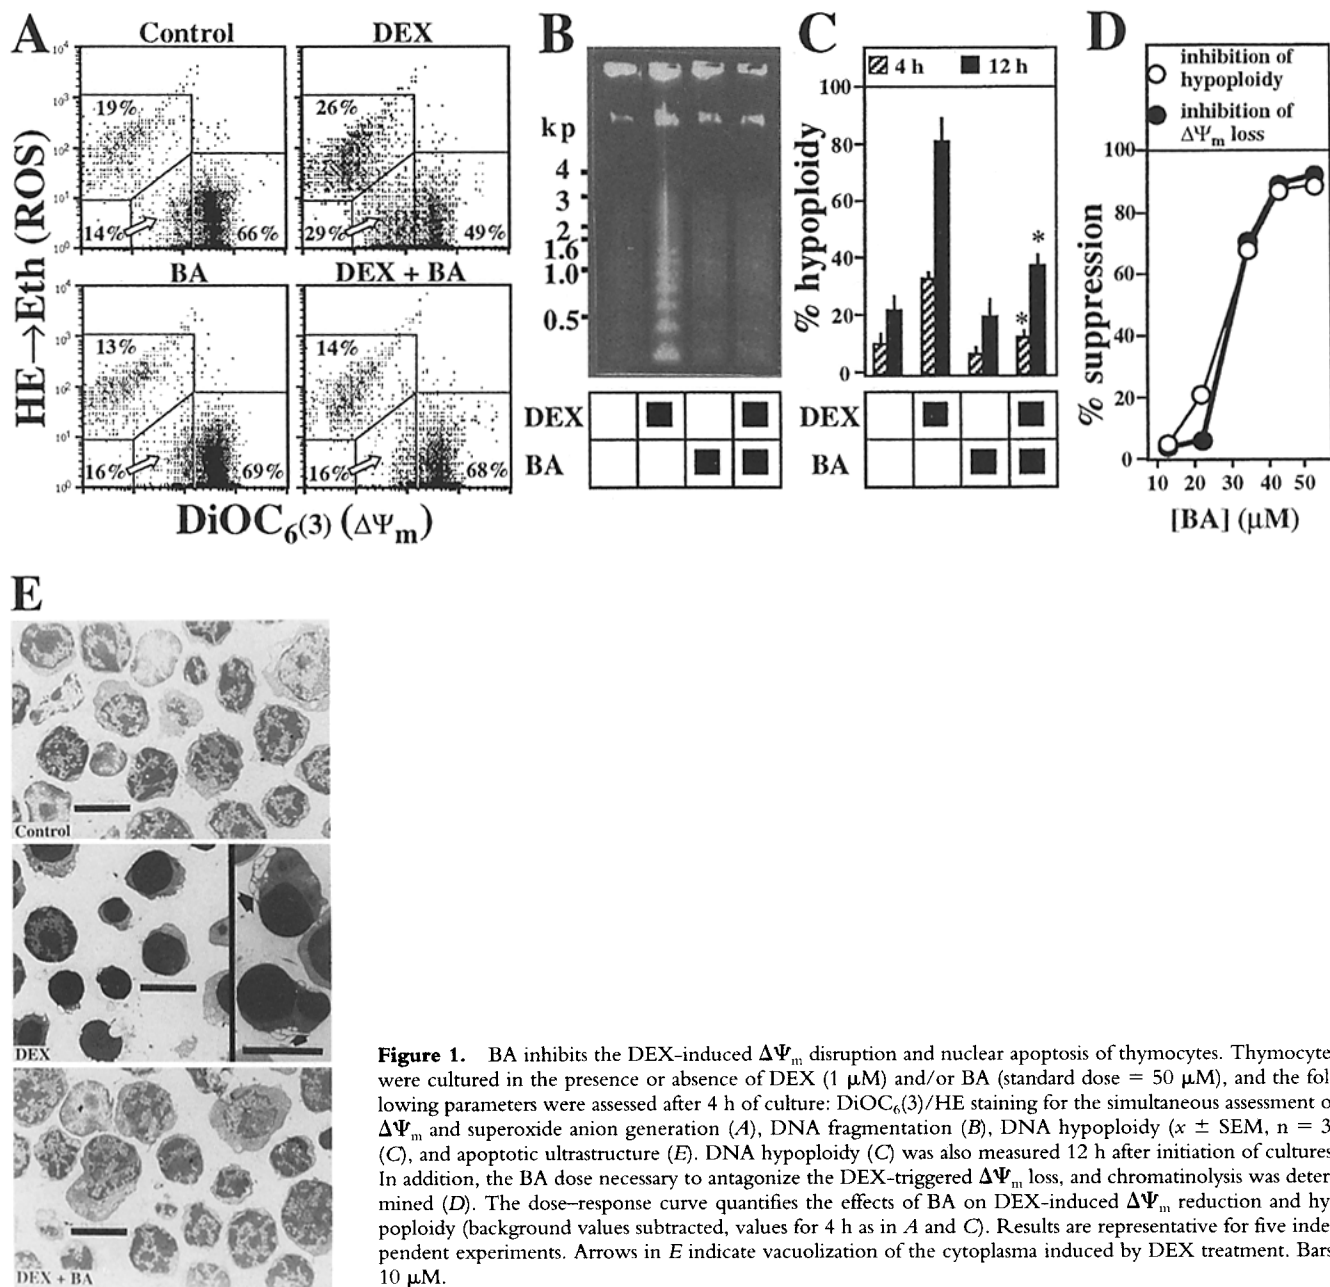 A
Control
DEX
10⁴
10³
10²
10¹
10⁰
19%
14%
66%
26%
29%
49%
BA
DEX + BA
10⁴
10³
10²
10¹
10⁰
13%
16%
69%
14%
16%
68%
HE→Eth (ROS)
DiOC₆(3) (ΔΨm)
B
kp
4
3
2
1.6
1.0
0.5
DEX
BA
C
4 h
12 h
100
80
60
40
20
0
% hypoploidy
*
*
DEX
BA
D
inhibition of
hypoploidy
inhibition of
ΔΨm loss
100
80
60
40
20
0
% suppression
10 20 30 40 50
[BA] (μM)
E
Control
DEX
DEX + BA
Figure 1. BA inhibits the DEX-induced ΔΨm disruption and nuclear apoptosis of thymocytes. Thymocyte
were cultured in the presence or absence of DEX (1 μM) and/or BA (standard dose = 50 μM), and the fol
lowing parameters were assessed after 4 h of culture: DiOC₆(3)/HE staining for the simultaneous assessment o
ΔΨm and superoxide anion generation (A), DNA fragmentation (B), DNA hypoploidy (x ± SEM, n = 3
(C), and apoptotic ultrastructure (E). DNA hypoploidy (C) was also measured 12 h after initiation of cultures
In addition, the BA dose necessary to antagonize the DEX-triggered ΔΨm loss, and chromatinolysis was deter
mined (D). The dose–response curve quantifies the effects of BA on DEX-induced ΔΨm reduction and hy
poploidy (background values subtracted, values for 4 h as in A and C). Results are representative for five inde
pendent experiments. Arrows in E indicate vacuolization of the cytoplasma induced by DEX treatment. Bars
10 μM.